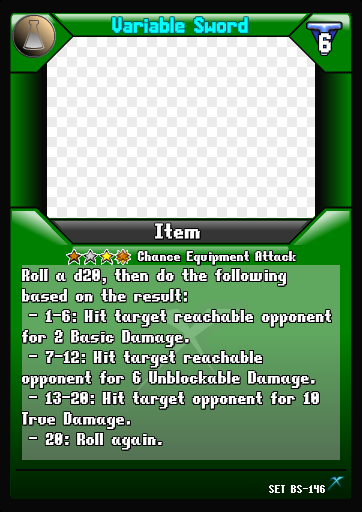 Variable Sword
6
Item
Chance Equipment Attack
Roll a d20, then do the following
based on the result:
- 1-6: Hit target reachable opponent
for 2 Basic Damage.
- 7-12: Hit target reachable
opponent for 6 Unblockable Damage.
- 13-20: Hit target opponent for 10
True Damage.
- 20: Roll again.
SET BS-146